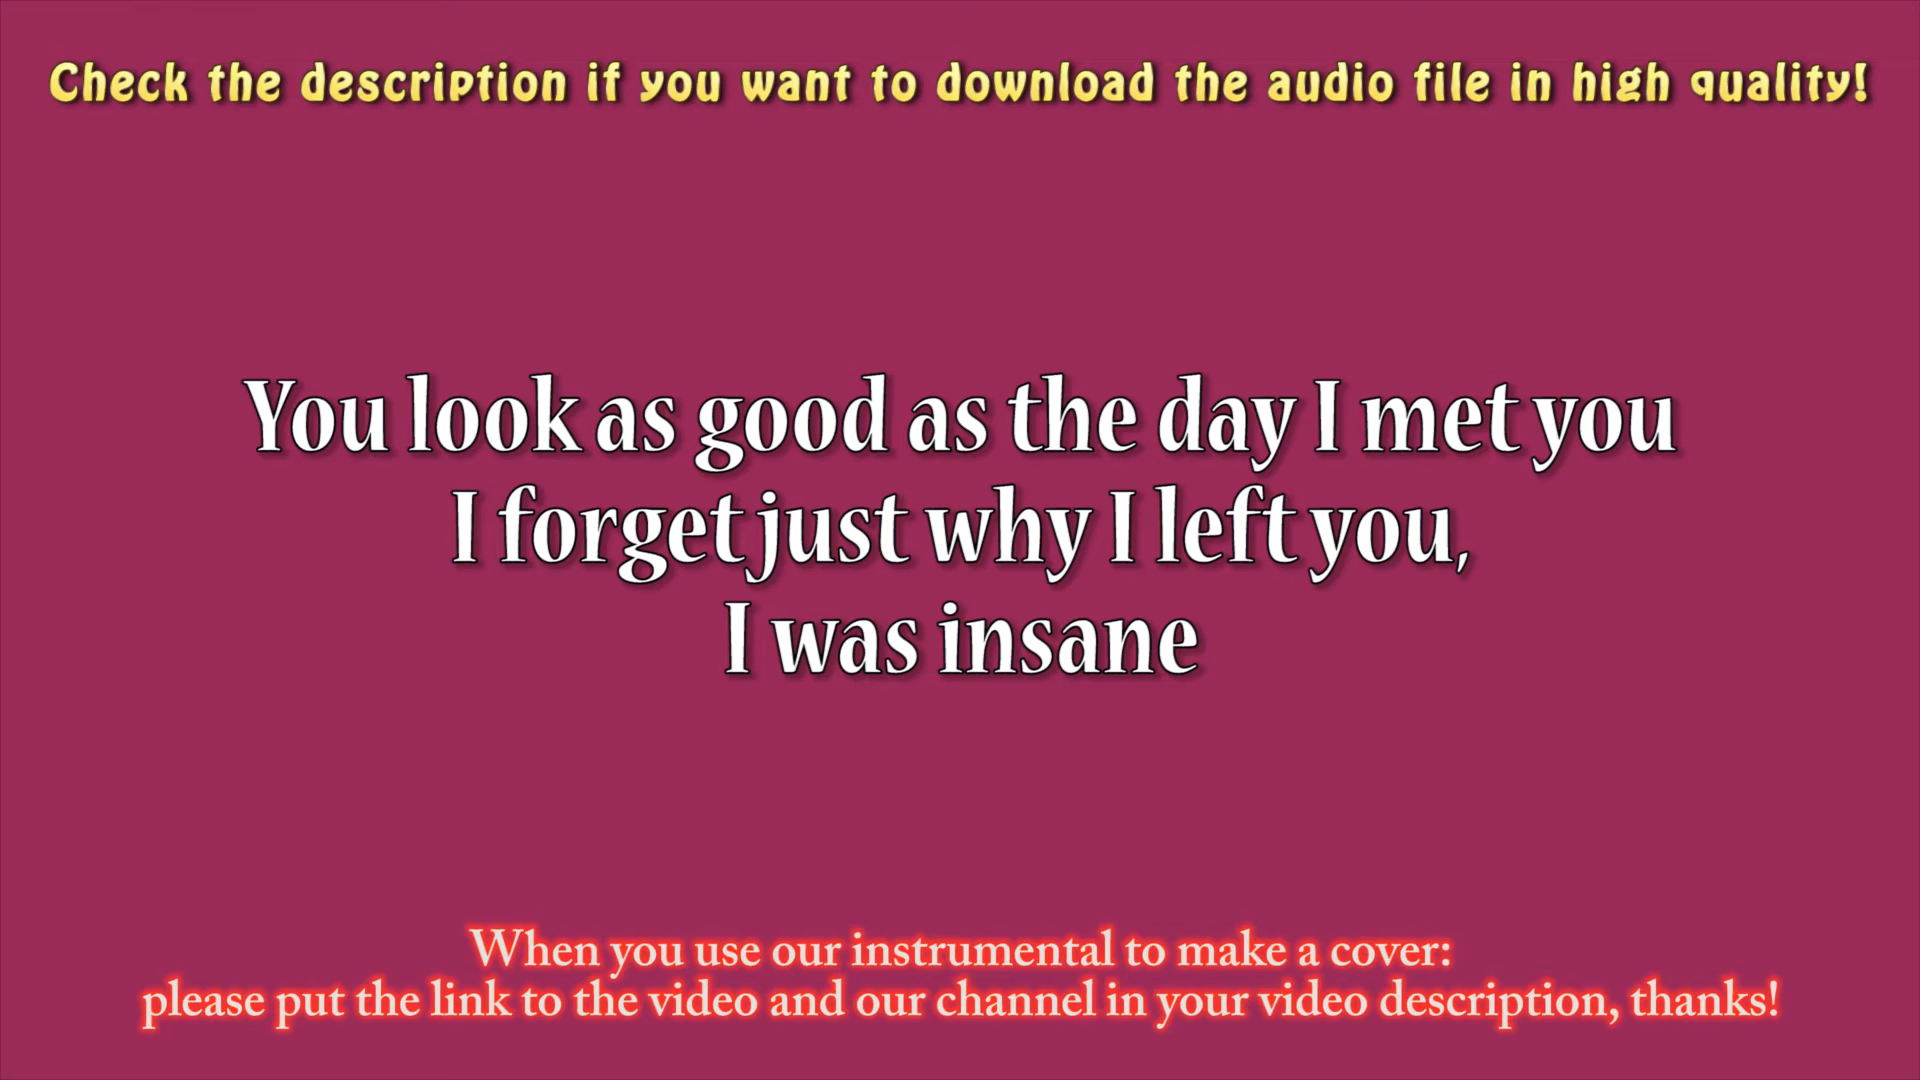 Check the description if you want to download the audio file in high quality!
You look as good as the day I met you
I forget just why I left you,
I was insane
When you use our instrumental to make a cover:
please put the link to the video and our channel in your video description, thanks!